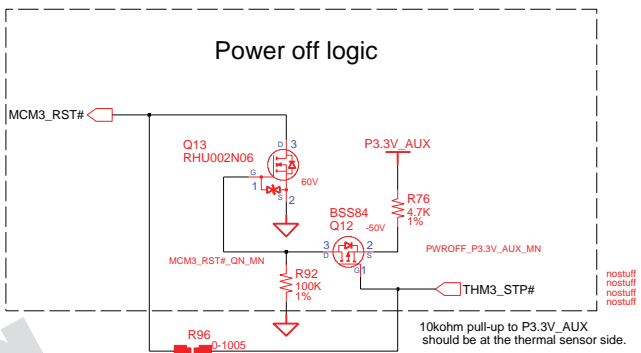 Power off logic
MCM3_RST#
Q13
RHU002N06
D
3
G
1
60V
S
2
P3.3V_AUX
R76
4.7K
1%
BSS84
Q12
-50V
3
D
2
S
G
1
PWROFF_P3.3V_AUX_MN
MCM3_RST#_QN_MN
R92
100K
1%
THM3_STP#
nostuff
nostuff
nostuff
nostuff
10kohm pull-up to P3.3V_AUX
should be at the thermal sensor side.
R96
0-1005